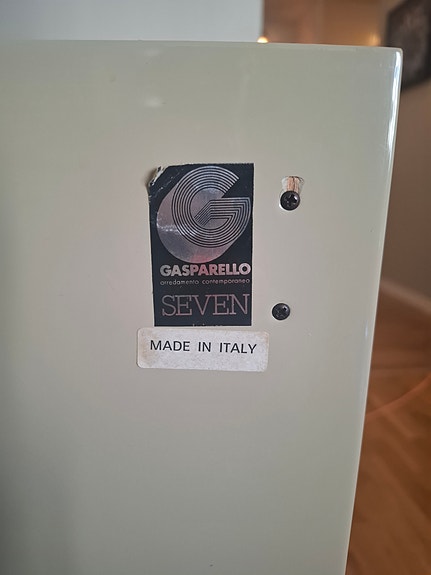 GASPARELLO
arredamento contemporaneo
SEVEN
MADE IN ITALY